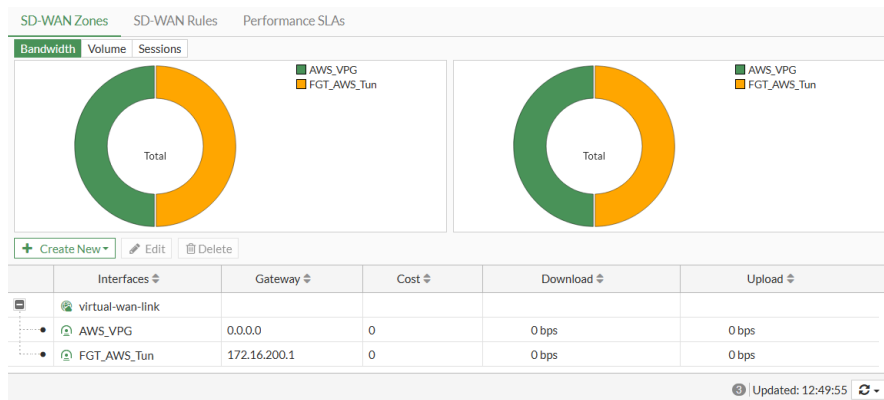 SD-WAN Zones SD-WAN Rules Performance SLAs
Bandwidth Volume Sessions
AWS_VPG
FGT_AWS_Tun
Total
AWS_VPG
FGT_AWS_Tun
Total
Create New Edit Delete
Interfaces Gateway Cost Download Upload
virtual-wan-link
AWS_VPG 0.0.0.0 0 0 bps 0 bps
FGT_AWS_Tun 172.16.200.1 0 0 bps 0 bps
3 Updated: 12:49:55